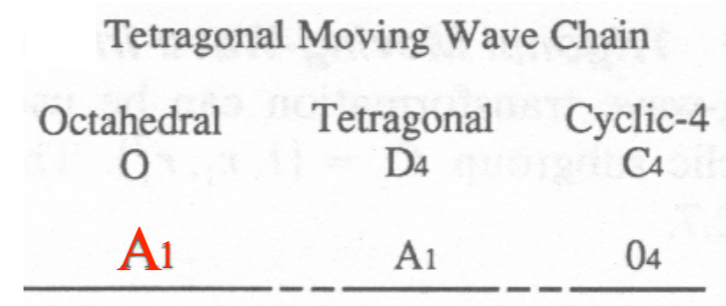 Tetragonal Moving Wave Chain
Octahedral Tetragonal Cyclic-4
O D4 C4
A1 A1 04